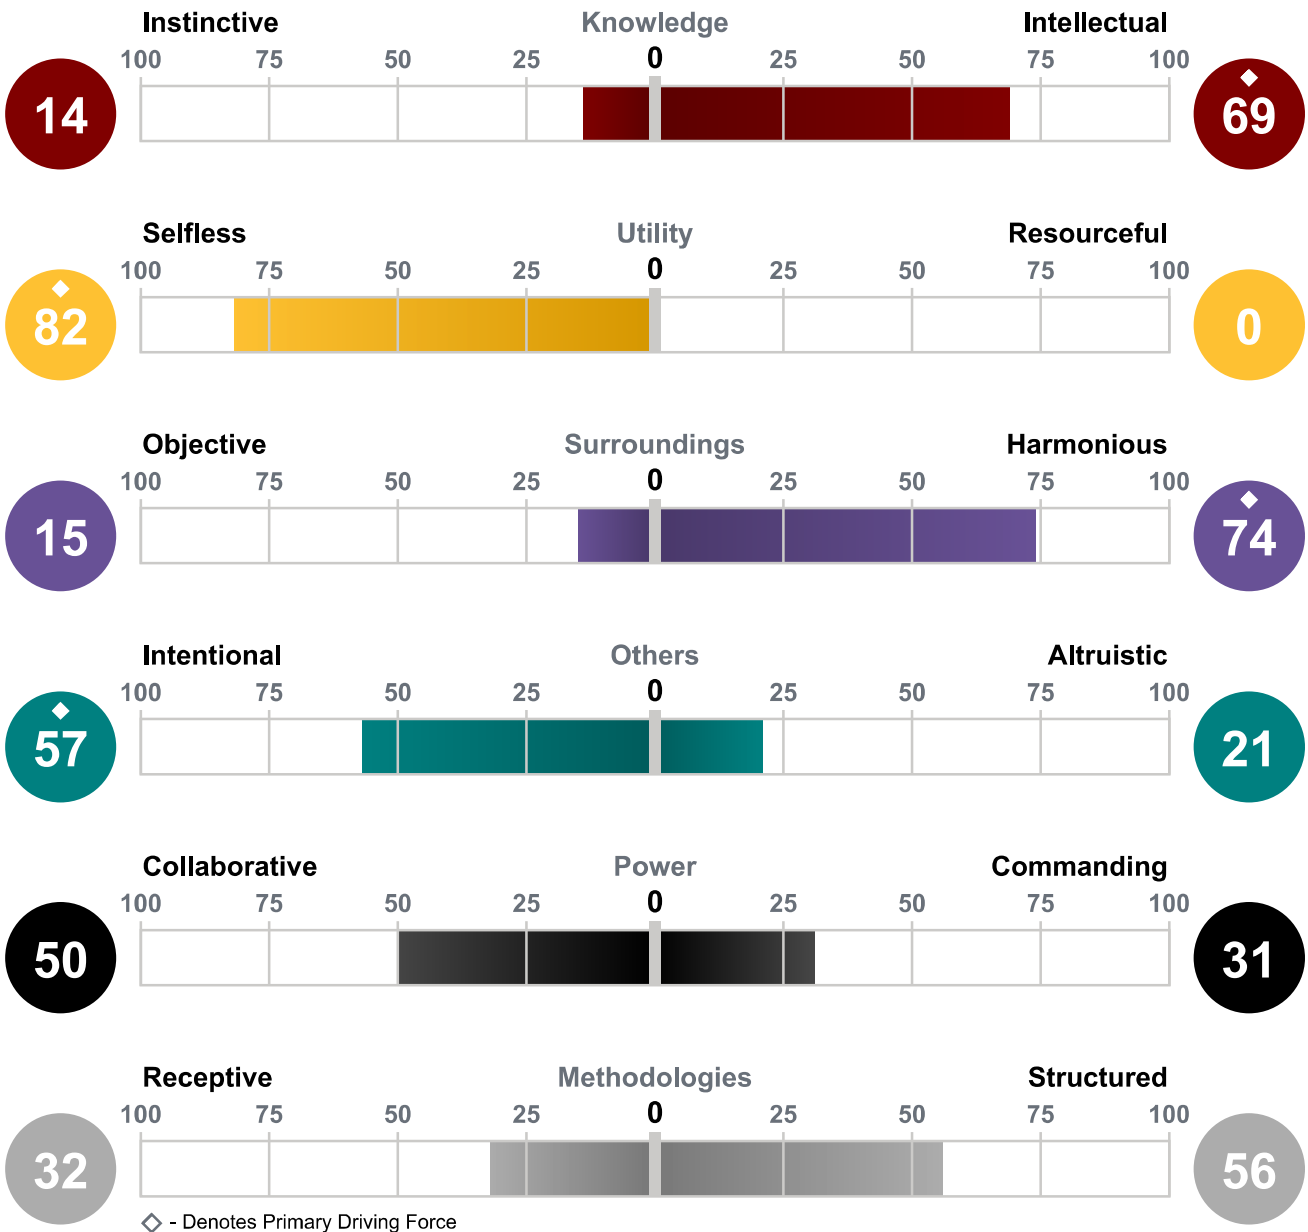 Instinctive Knowledge Intellectual
100 75 50 25 0 25 50 75 100
14 69
Selfless Utility Resourceful
100 75 50 25 0 25 50 75 100
82 0
Objective Surroundings Harmonious
100 75 50 25 0 25 50 75 100
15 74
Intentional Others Altruistic
100 75 50 25 0 25 50 75 100
57 21
Collaborative Power Commanding
100 75 50 25 0 25 50 75 100
50 31
Receptive Methodologies Structured
100 75 50 25 0 25 50 75 100
32 56
- Denotes Primary Driving Force